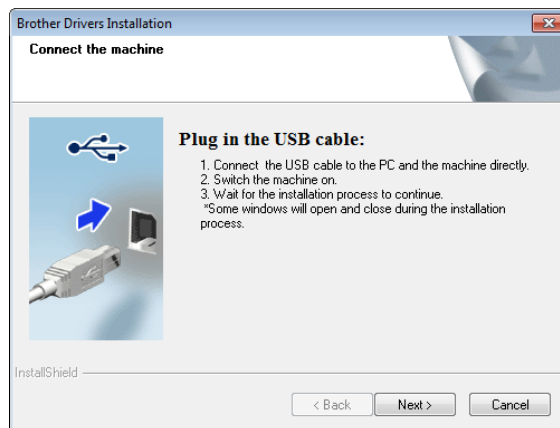 Brother Drivers Installation
Connect the machine
Plug in the USB cable:
1. Connect the USB cable to the PC and the machine directly.
2. Switch the machine on.
3. Wait for the installation process to continue.
*Some windows will open and close during the installation
process.
InstallShield
< Back
Next >
Cancel